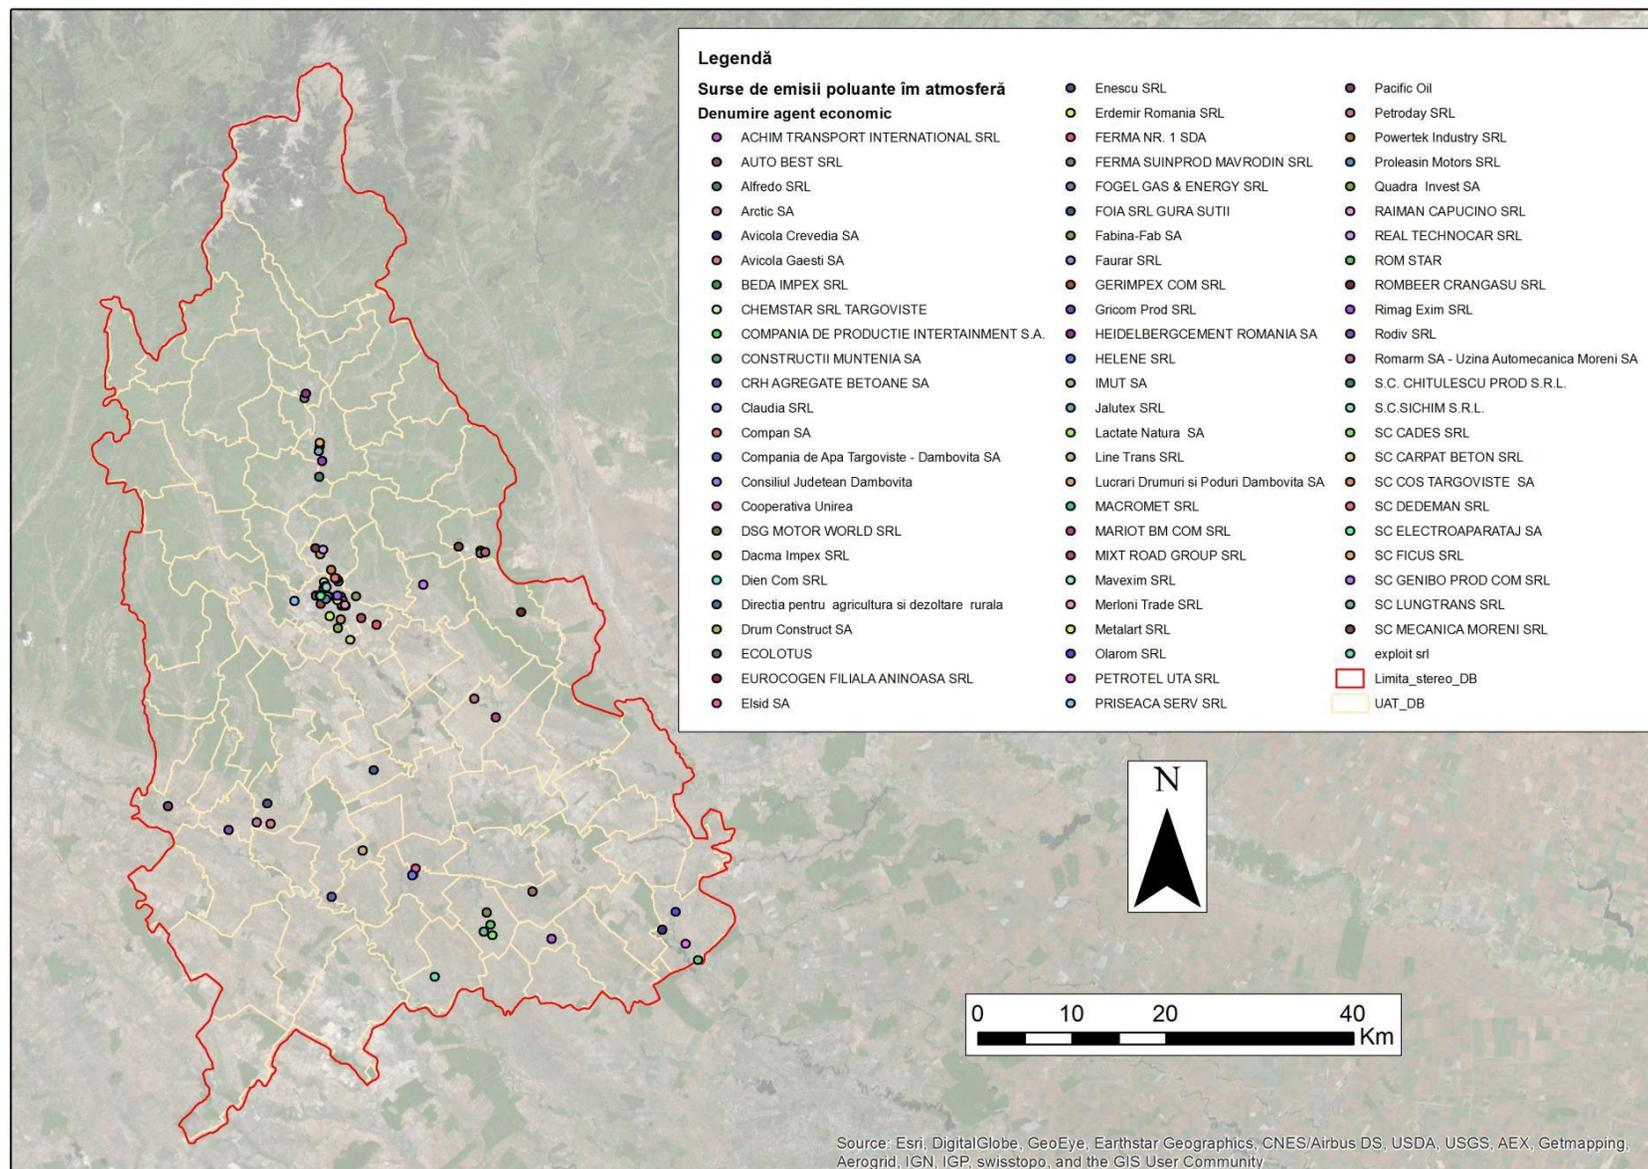 Legendă
Surse de emisii poluante îm atmosferă
Denumire agent economic
ACHIM TRANSPORT INTERNATIONAL SRL
AUTO BEST SRL
Alfredo SRL
Arctic SA
Avicola Crevedia SA
Avicola Gaesti SA
BEDA IMPEX SRL
CHEMSTAR SRL TARGOVISTE
COMPANIA DE PRODUCTIE INTERTAINMENT S.A.
CONSTRUCTII MUNTENIA SA
CRH AGREGATE BETOANE SA
Claudia SRL
Compan SA
Compania de Apa Targoviste - Dambovita SA
Consiliul Judetean Dambovita
Cooperativa Unirea
DSG MOTOR WORLD SRL
Dacma Impex SRL
Dien Com SRL
Directia pentru agricultura si dezoltare rurala
Drum Construct SA
ECOLOTUS
EUROCOGEN FILIALA ANINOASA SRL
Elsid SA
Enescu SRL
Erdemir Romania SRL
FERMA NR. 1 SDA
FERMA SUINPROD MAVRODIN SRL
FOGEL GAS & ENERGY SRL
FOIA SRL GURA SUTII
Fabina-Fab SA
Faurar SRL
GERIMPEX COM SRL
Gricom Prod SRL
HEIDELBERGCEMENT ROMANIA SA
HELENE SRL
IMUT SA
Jalutex SRL
Lactate Natura SA
Line Trans SRL
Lucrari Drumuri si Poduri Dambovita SA
MACROMET SRL
MARIOT BM COM SRL
MIXT ROAD GROUP SRL
Mavexim SRL
Merloni Trade SRL
Metalart SRL
Olarom SRL
PETROTEL UTA SRL
PRISEACA SERV SRL
Pacific Oil
Petroday SRL
Powertek Industry SRL
Proleasin Motors SRL
Quadra Invest SA
RAIMAN CAPUCINO SRL
REAL TECHNOCAR SRL
ROM STAR
ROMBEER CRANGASU SRL
Rimag Exim SRL
Rodiv SRL
Romarm SA - Uzina Automecanica Moreni SA
S.C. CHITULESCU PROD S.R.L.
S.C.SICHIM S.R.L.
SC CADES SRL
SC CARPAT BETON SRL
SC COS TARGOVISTE SA
SC DEDEMAN SRL
SC ELECTROAPARATAJ SA
SC FICUS SRL
SC GENIBO PROD COM SRL
SC LUNGTRANS SRL
SC MECANICA MORENI SRL
exploit srl
Limita_stereo_DB
UAT_DB
N
0 10 20 40
Km
Source: Esri, DigitalGlobe, GeoEye, Earthstar Geographics, CNES/Airbus DS, USDA, USGS, AEX, Getmapping,
Aerogrid, IGN, IGP, swisstopo, and the GIS User Community